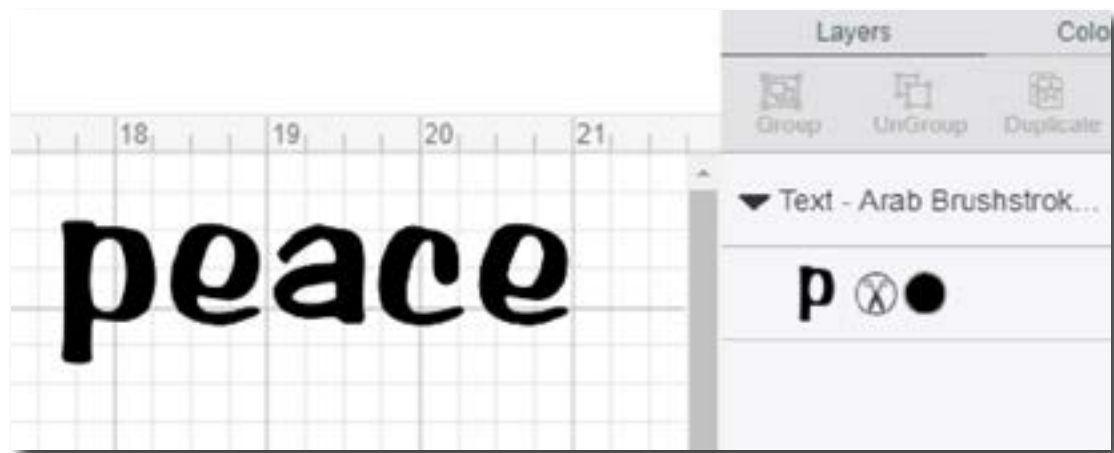 Layers Colo
Group UnGroup Duplicate
18 19 20 21
peace
Text - Arab Brushstrok...
p